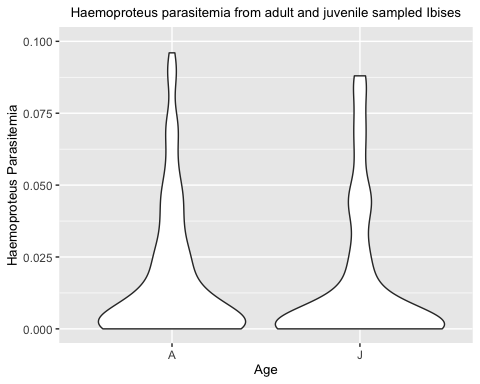 Haemoproteus parasitemia from adult and juvenile sampled Ibises
Haemoproteus Parasitemia
0.100
0.075
0.050
0.025
0.000
A J
Age